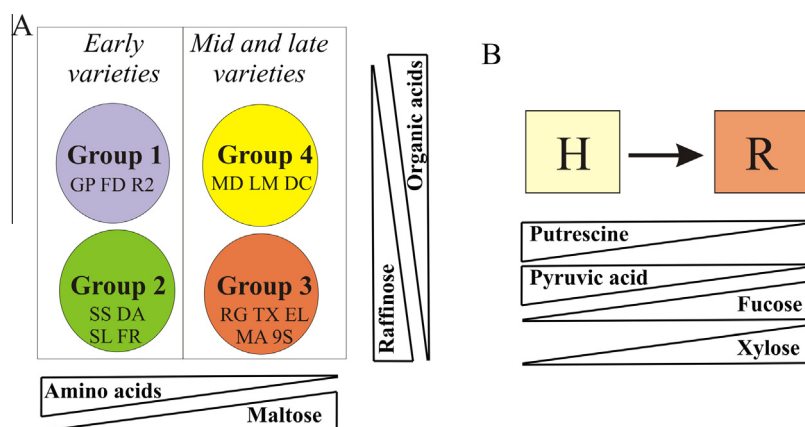 A
Early
varieties
Mid and late
varieties
Group 1
GP FD R2
Group 4
MD LM DC
Group 2
SS DA
SL FR
Group 3
RG TX EL
MA 9S
Raffinose
Organic acids
Amino acids
Maltose
B
H
R
Putrescine
Pyruvic acid
Fucose
Xylose